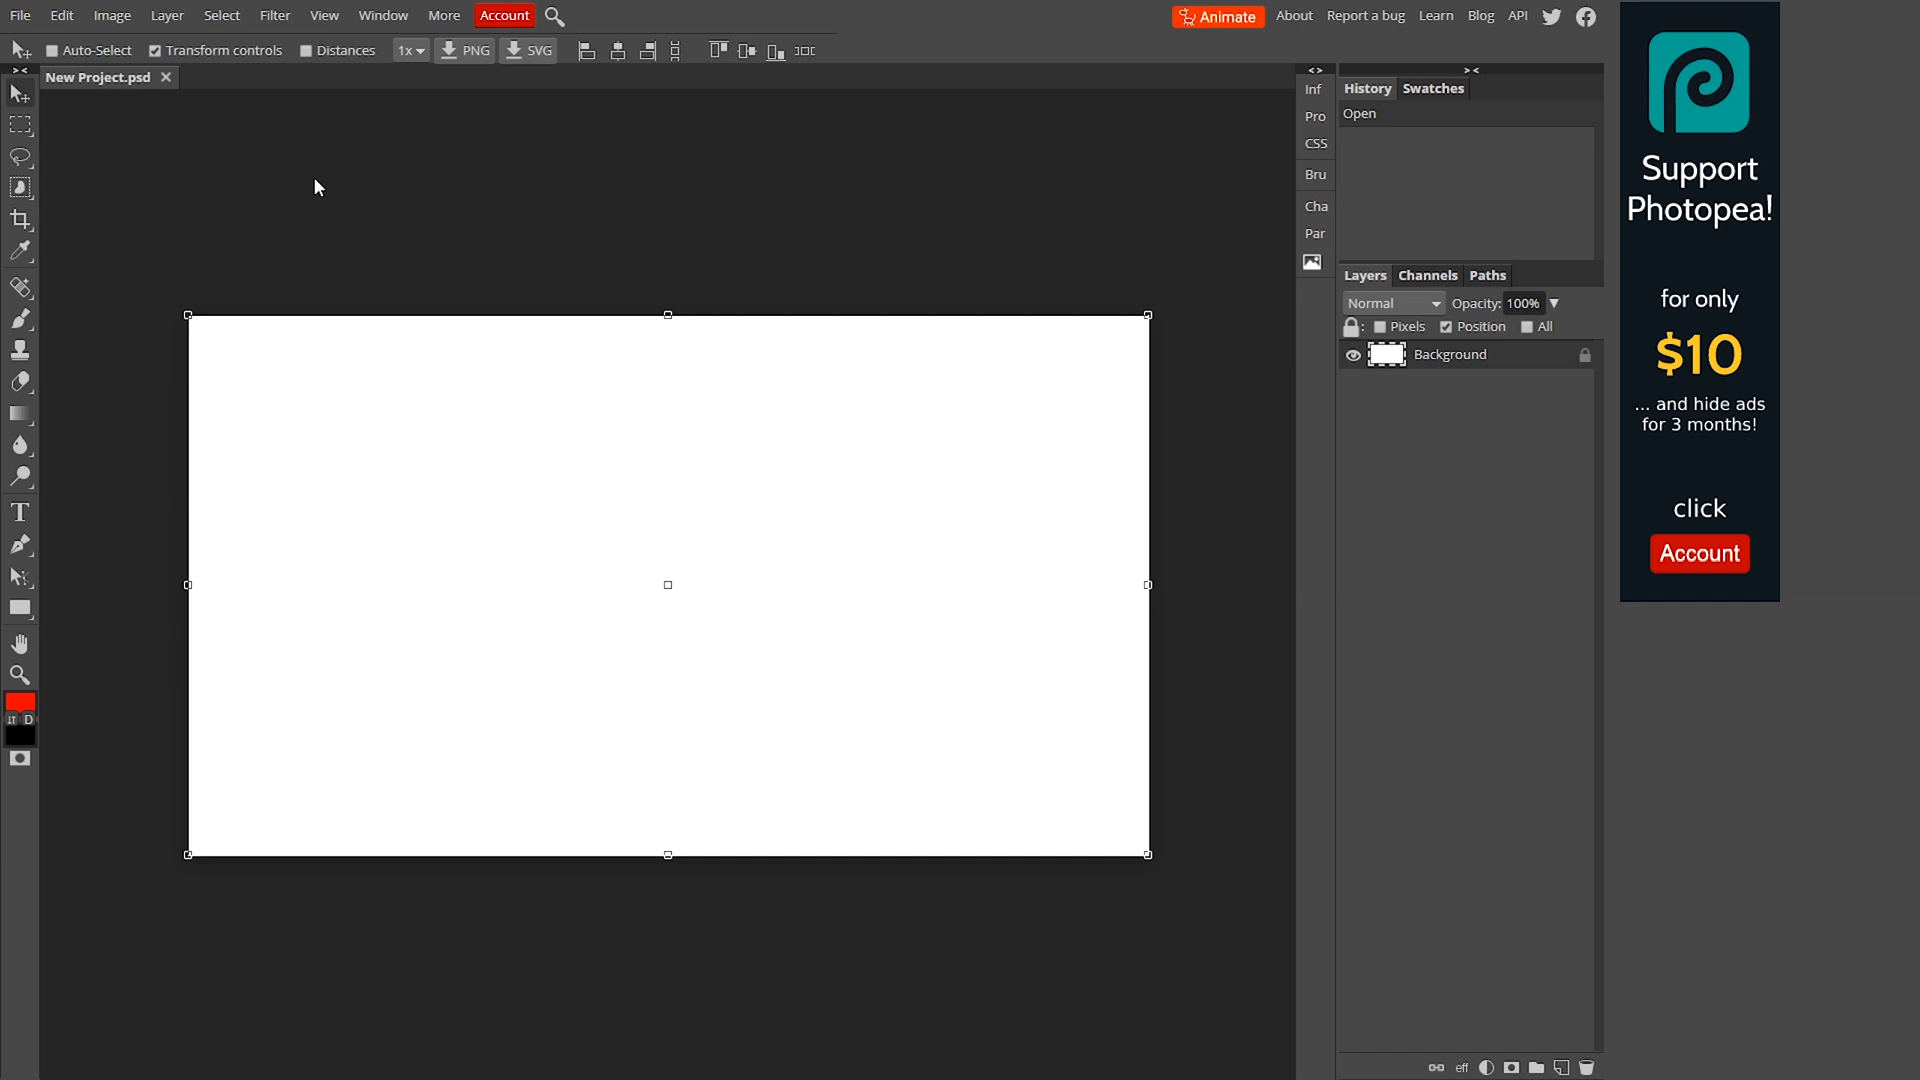 File Edit Image Layer Select Filter View Window More Account
Animate About Report a bug Learn Blog API
Auto-Select Transform controls Distances 1x PNG SVG
> <
New Project.psd
< >
> <
Inf
Pro
CSS
Bru
Cha
Par
History Swatches
Open
Layers Channels Paths
Normal Opacity: 100%
: Pixels Position All
Background
D
eff
Support
Photopea!
for only
$10
... and hide ads
for 3 months!
click
Account